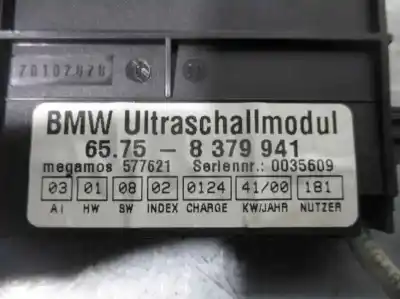 70102828
BMW Ultraschallmodul
65.75 - 8 379 941
megamos 577621 Seriennr.: 0035609
03 01 08 02 0124 41/00 181
AI HW SW INDEX CHARGE KW/JAHR NUTZER